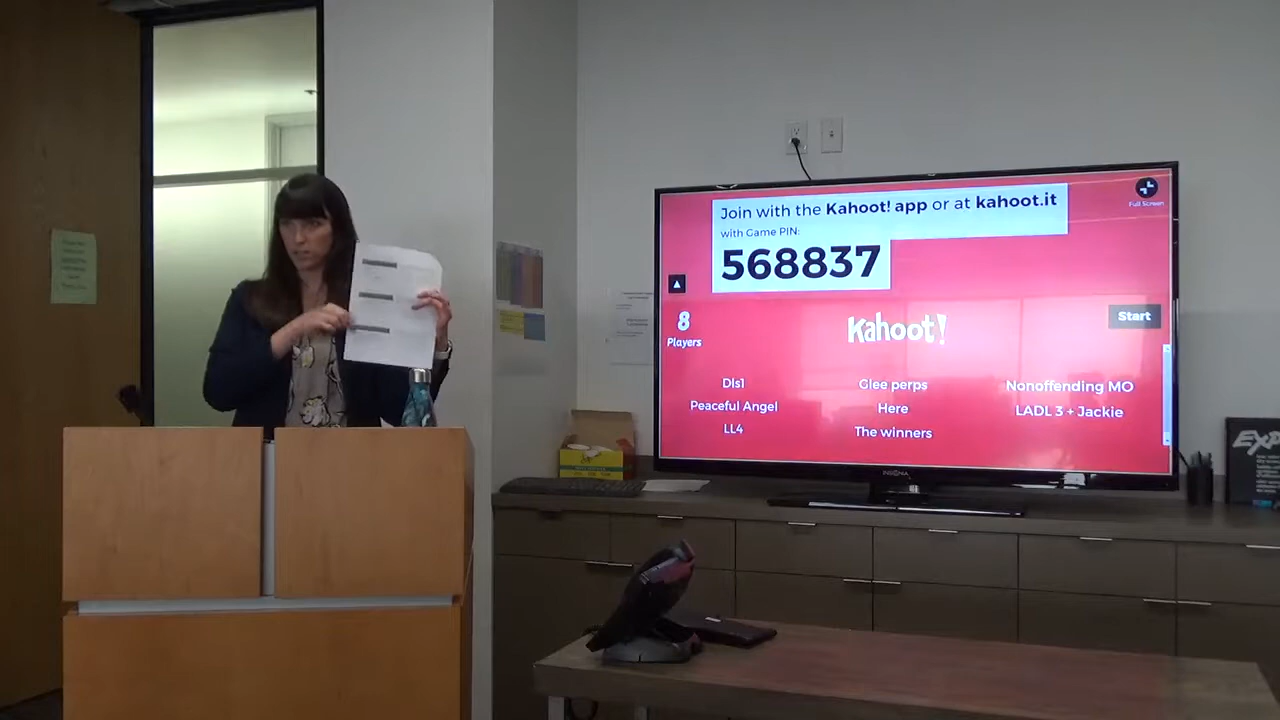 Join with the Kahoot! app or at kahoot.it
with Game PIN:
568837
Full Screen
8
Players
Kahoot!
Start
Dls1
Glee perps
Nonoffending MO
Peaceful Angel
Here
LADL 3 + Jackie
LL4
The winners
INSIGNIA